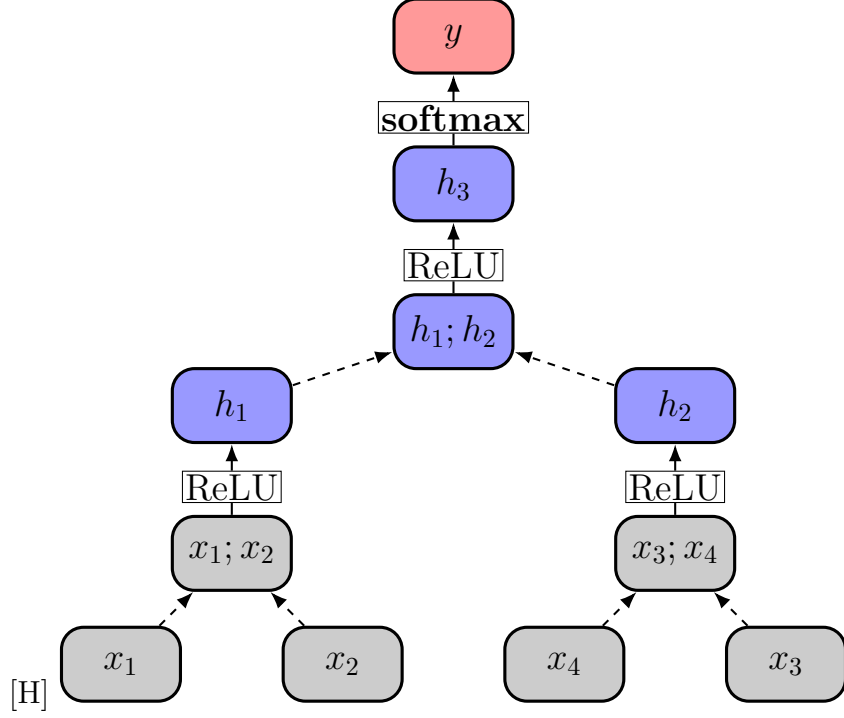 y
softmax
h₃
ReLU
h₁; h₂
h₁ h₂
ReLU ReLU
x₁; x₂ x₃; x₄
[H] x₁ x₂ x₄ x₃